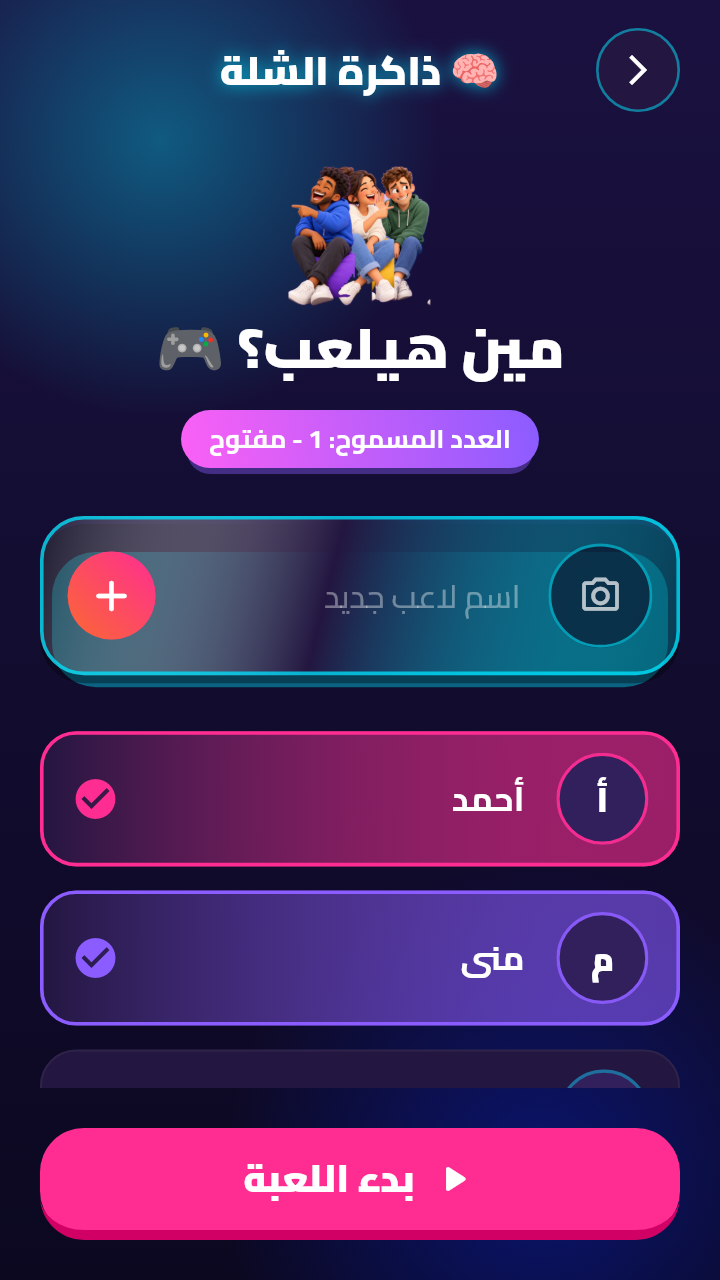 ذاكرة الشلة 🧠
مين هيلعب؟ 🎮
العدد المسموح: 1 - مفتوح
اسم لاعب جديد
أ
أحمد
م
منى
بدء اللعبة